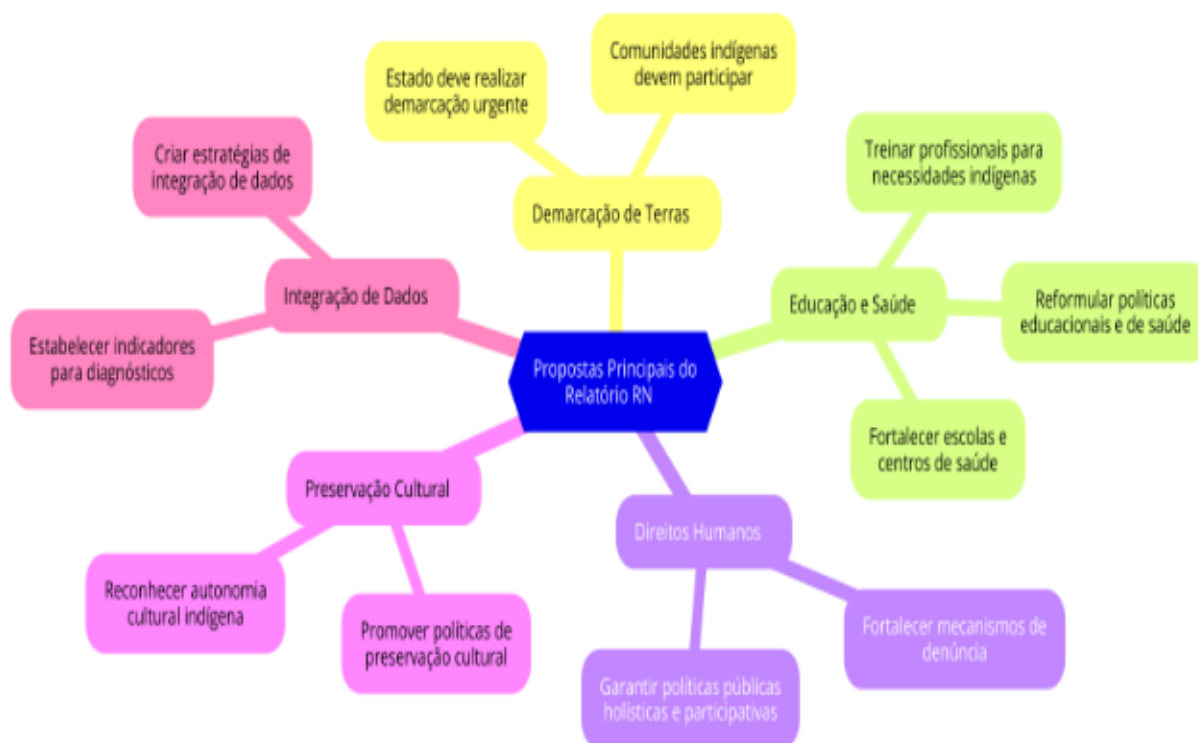 Propostas Principais do
Relatório RN
Demarcação de Terras
Estado deve realizar
demarcação urgente
Comunidades indígenas
devem participar
Educação e Saúde
Treinar profissionais para
necessidades indígenas
Reformular políticas
educacionais e de saúde
Fortalecer escolas e
centros de saúde
Direitos Humanos
Fortalecer mecanismos de
denúncia
Garantir políticas públicas
holísticas e participativas
Preservação Cultural
Promover políticas de
preservação cultural
Reconhecer autonomia
cultural indígena
Integração de Dados
Estabelecer indicadores
para diagnósticos
Criar estratégias de
integração de dados